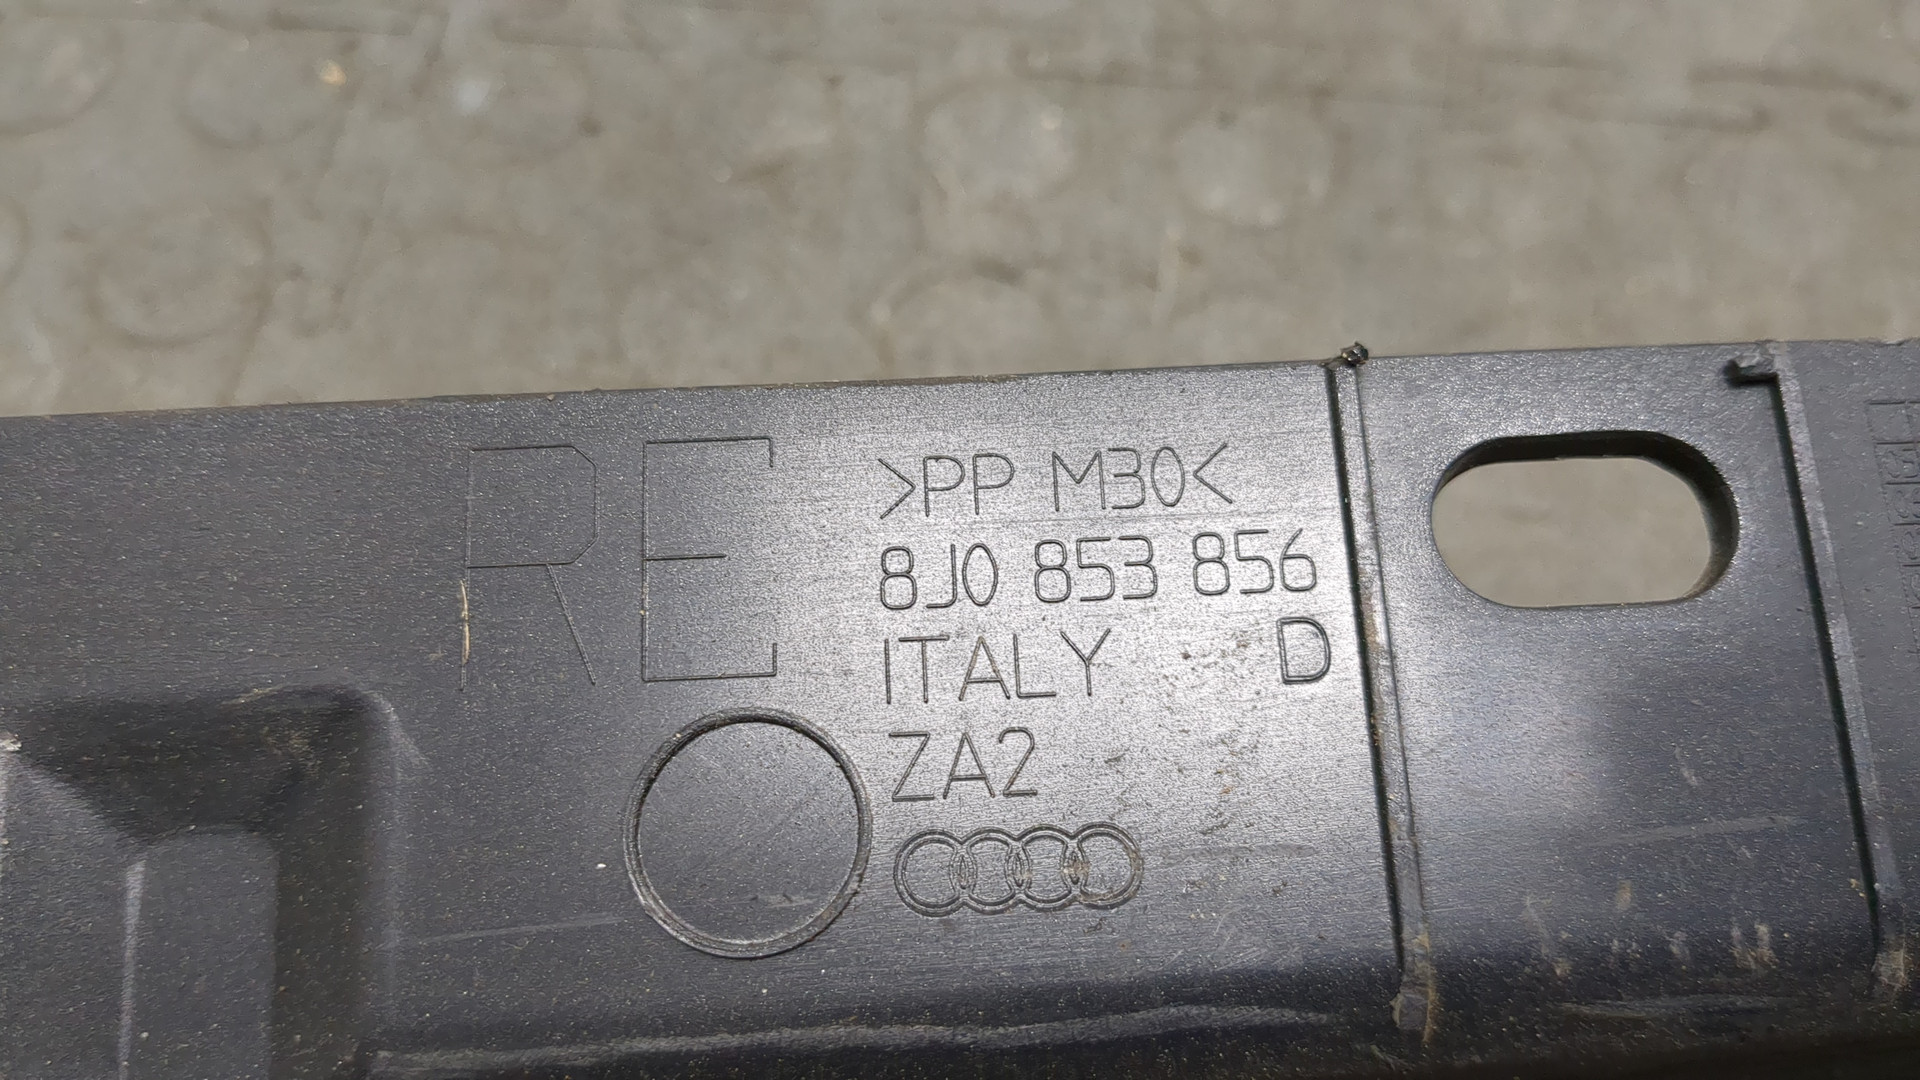 RE
>PP M30<
8J0 853 856
D
ITALY
ZA2